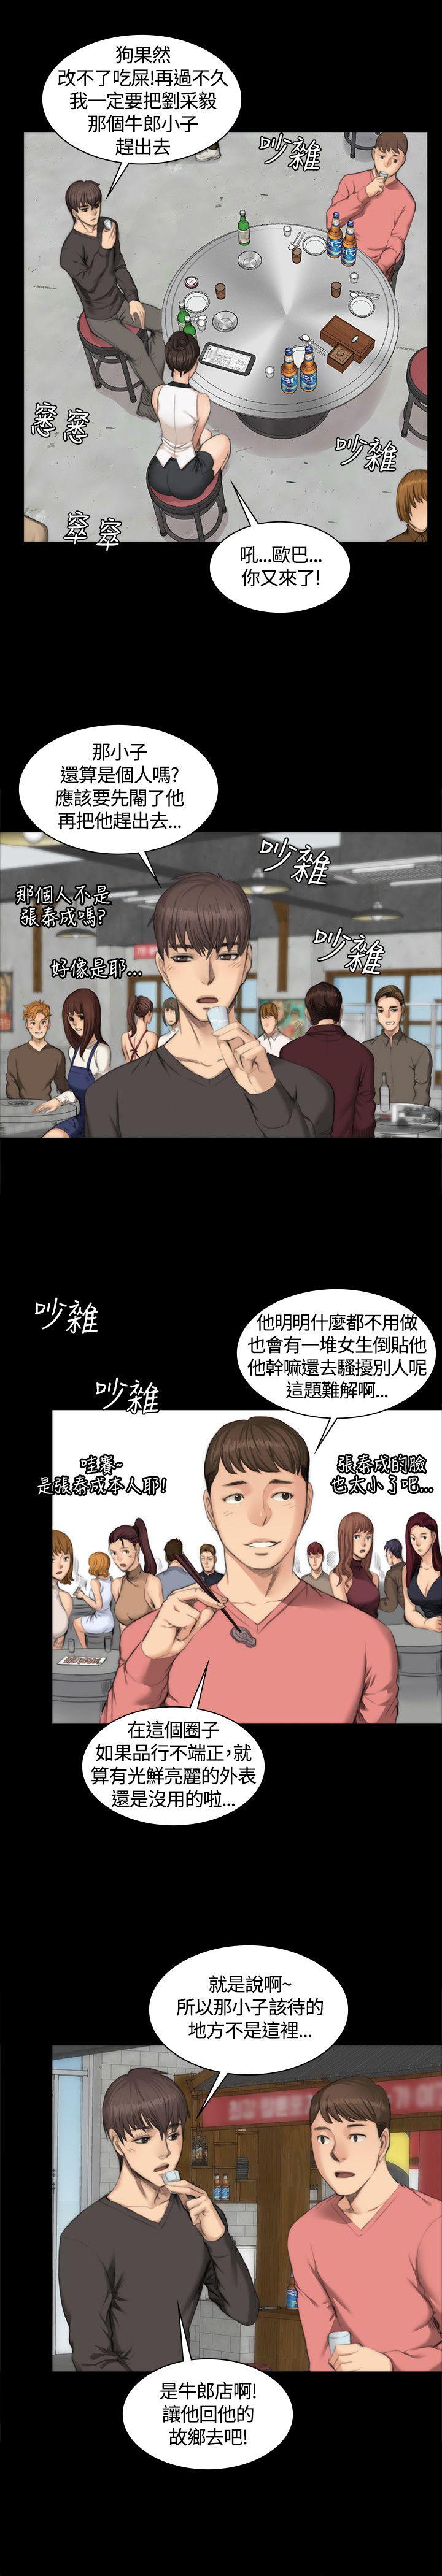 狗果然
改不了吃屎!再過不久
我一定要把劉采毅
那個牛郎小子
趕出去
吵雜
窸窸
吵雜
窣窣
吼...歐巴...
你又來了!
那小子
還算是個人嗎?
應該要先閹了他
再把他趕出去...
吵雜
那個人不是
張泰成嗎?
吵雜
好像是耶...
吵雜
他明明什麼都不用做
也會有一堆女生倒貼他
他幹嘛還去騷擾別人呢
這題難解啊...
吵雜
哇賽~
是張泰成本人耶!
張泰成的臉
也太小了吧...
在這個圈子
如果品行不端正,就
算有光鮮亮麗的外表
還是沒用的啦...
就是說啊~
所以那小子該待的
地方不是這裡...
是牛郎店啊!
讓他回他的
故鄉去吧!